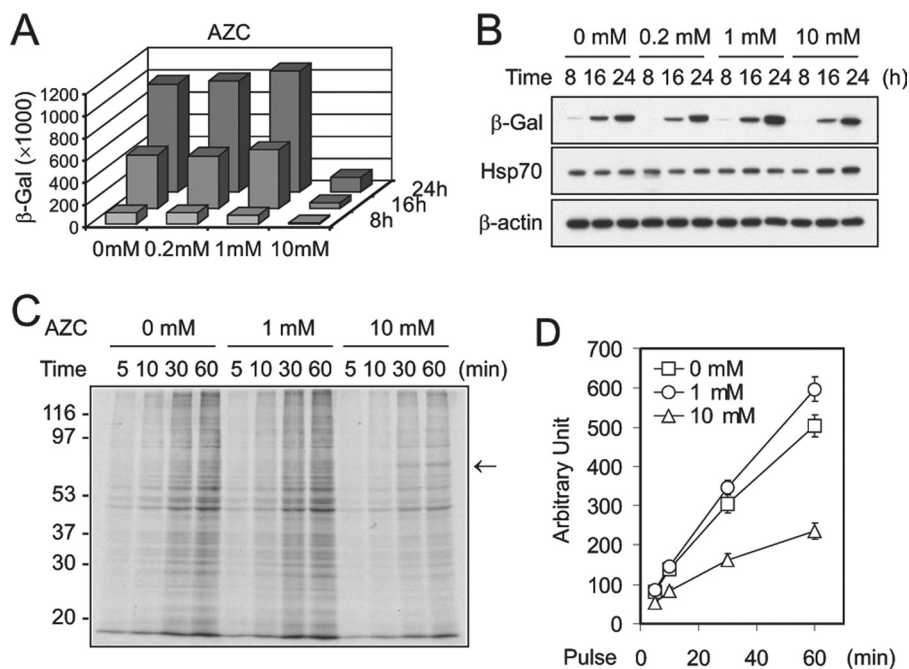 A
AZC
β-Gal (×1000)
1200
1000
800
600
400
200
0
0mM 0.2mM 1mM 10mM
8h
16h
24h
B
0 mM 0.2 mM 1 mM 10 mM
Time 8 16 24 8 16 24 8 16 24 8 16 24 (h)
β-Gal
Hsp70
β-actin
C
AZC 0 mM 1 mM 10 mM
Time 5 10 30 60 5 10 30 60 5 10 30 60 (min)
116 -
97 -
53 -
37 -
30 -
20 -
←
D
Arbitrary Unit
700
600
500
400
300
200
100
0
0 mM
1 mM
10 mM
Pulse 0 20 40 60 (min)